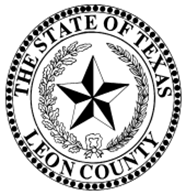 THE STATE OF TEXAS
LEON COUNTY